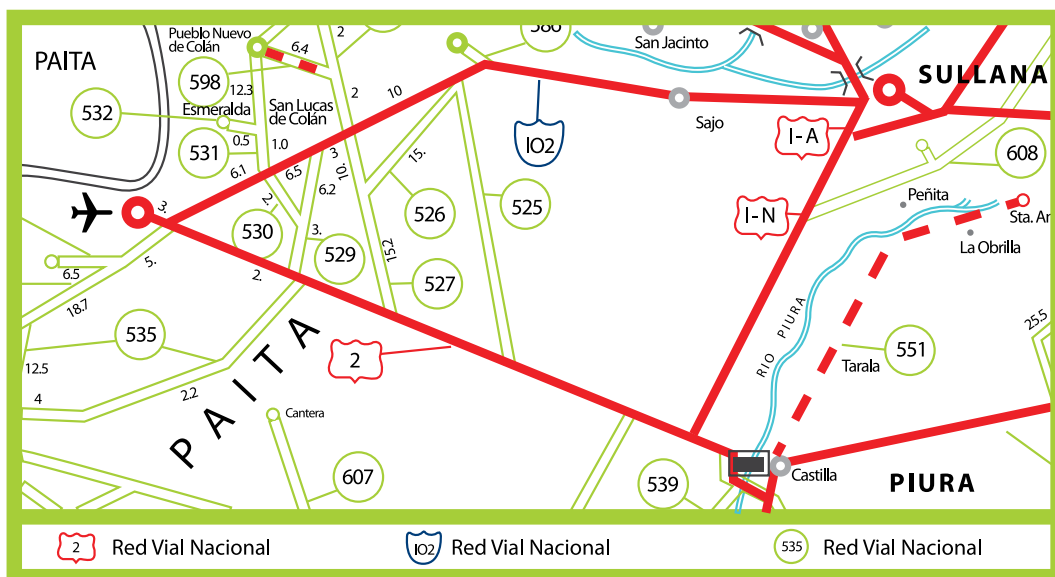 586
Pueblo Nuevo
de Colán
6.4
2
San Jacinto
PAITA
SULLANA
598
12.3
2
10
532
Esmeralda
San Lucas
de Colán
Sajo
IO2
I-A
0.5
1.0
531
608
3
10.
15.
6.1
6.5
6.2
Peñita
3.
2.
526
525
I-N
Sta. Ar
530
3.
La Obrilla
529
15.2
5.
2.
527
6.5
18.7
RIO PIURA
535
PAITA
25.5
2
Tarala
551
12.5
4
2.2
Cantera
607
539
Castilla
PIURA
2 Red Vial Nacional
IO2 Red Vial Nacional
535 Red Vial Nacional